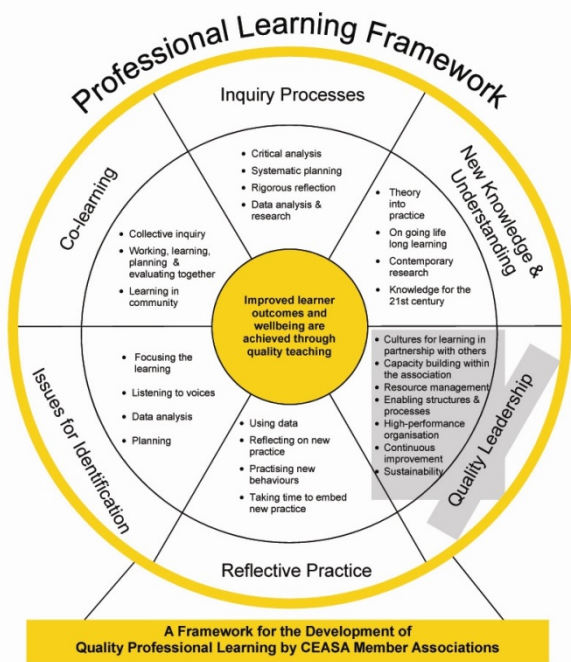 Professional Learning Framework
Inquiry Processes
• Critical analysis
• Systematic planning
• Rigorous reflection
• Data analysis &
research
New Knowledge &
Understanding
• Theory
into
practice
• On going life
long learning
• Contemporary
research
• Knowledge for the
21st century
Co-learning
• Collective inquiry
• Working, learning,
planning &
evaluating together
• Learning in
community
Improved learner
outcomes and
wellbeing are
achieved through
quality teaching
Quality Leadership
• Cultures for learning in
partnership with others
• Capacity building within
the association
• Resource management
• Enabling structures &
processes
• High-performance
organisation
• Continuous
improvement
• Sustainability
Issues for Identification
• Focusing the
learning
• Listening to voices
• Data analysis
• Planning
• Using data
• Reflecting on new
practice
• Practising new
behaviours
• Taking time to embed
new practice
Reflective Practice
A Framework for the Development of
Quality Professional Learning by CEASA Member Associations